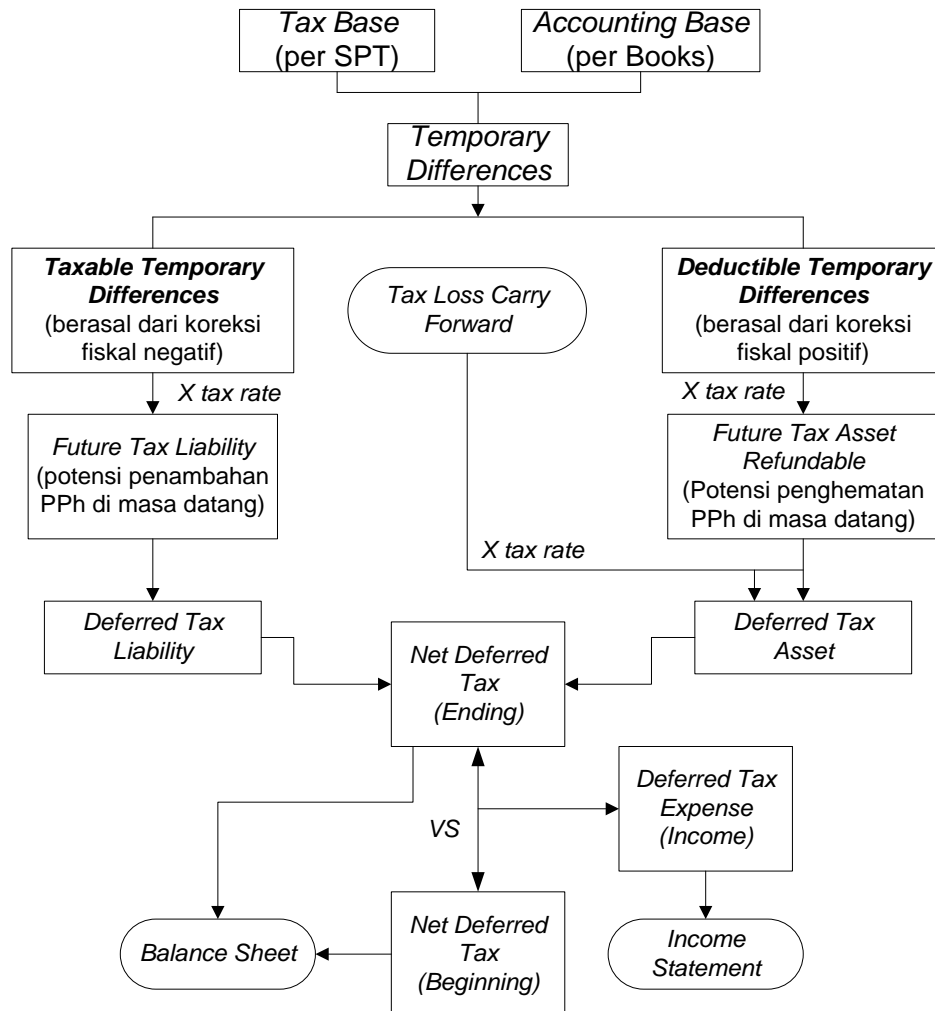 Tax Base
(per SPT)
Accounting Base
(per Books)
Temporary
Differences
Taxable Temporary
Differences
(berasal dari koreksi
fiskal negatif)
Tax Loss Carry
Forward
Deductible Temporary
Differences
(berasal dari koreksi
fiskal positif)
X tax rate
X tax rate
Future Tax Liability
(potensi penambahan
PPh di masa datang)
Future Tax Asset
Refundable
(Potensi penghematan
PPh di masa datang)
X tax rate
Deferred Tax
Liability
Net Deferred
Tax
(Ending)
Deferred Tax
Asset
VS
Deferred Tax
Expense
(Income)
Balance Sheet
Net Deferred
Tax
(Beginning)
Income
Statement